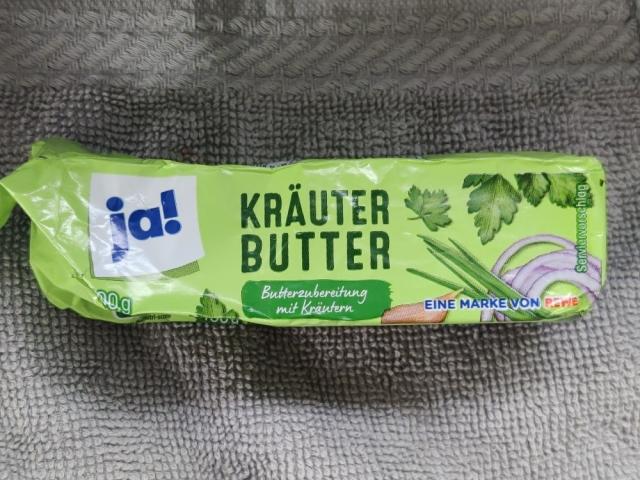 ja!
KRÄUTER
BUTTER
Butterzubereitung
mit Kräutern
EINE MARKE VON REWE
Serviervorschlag